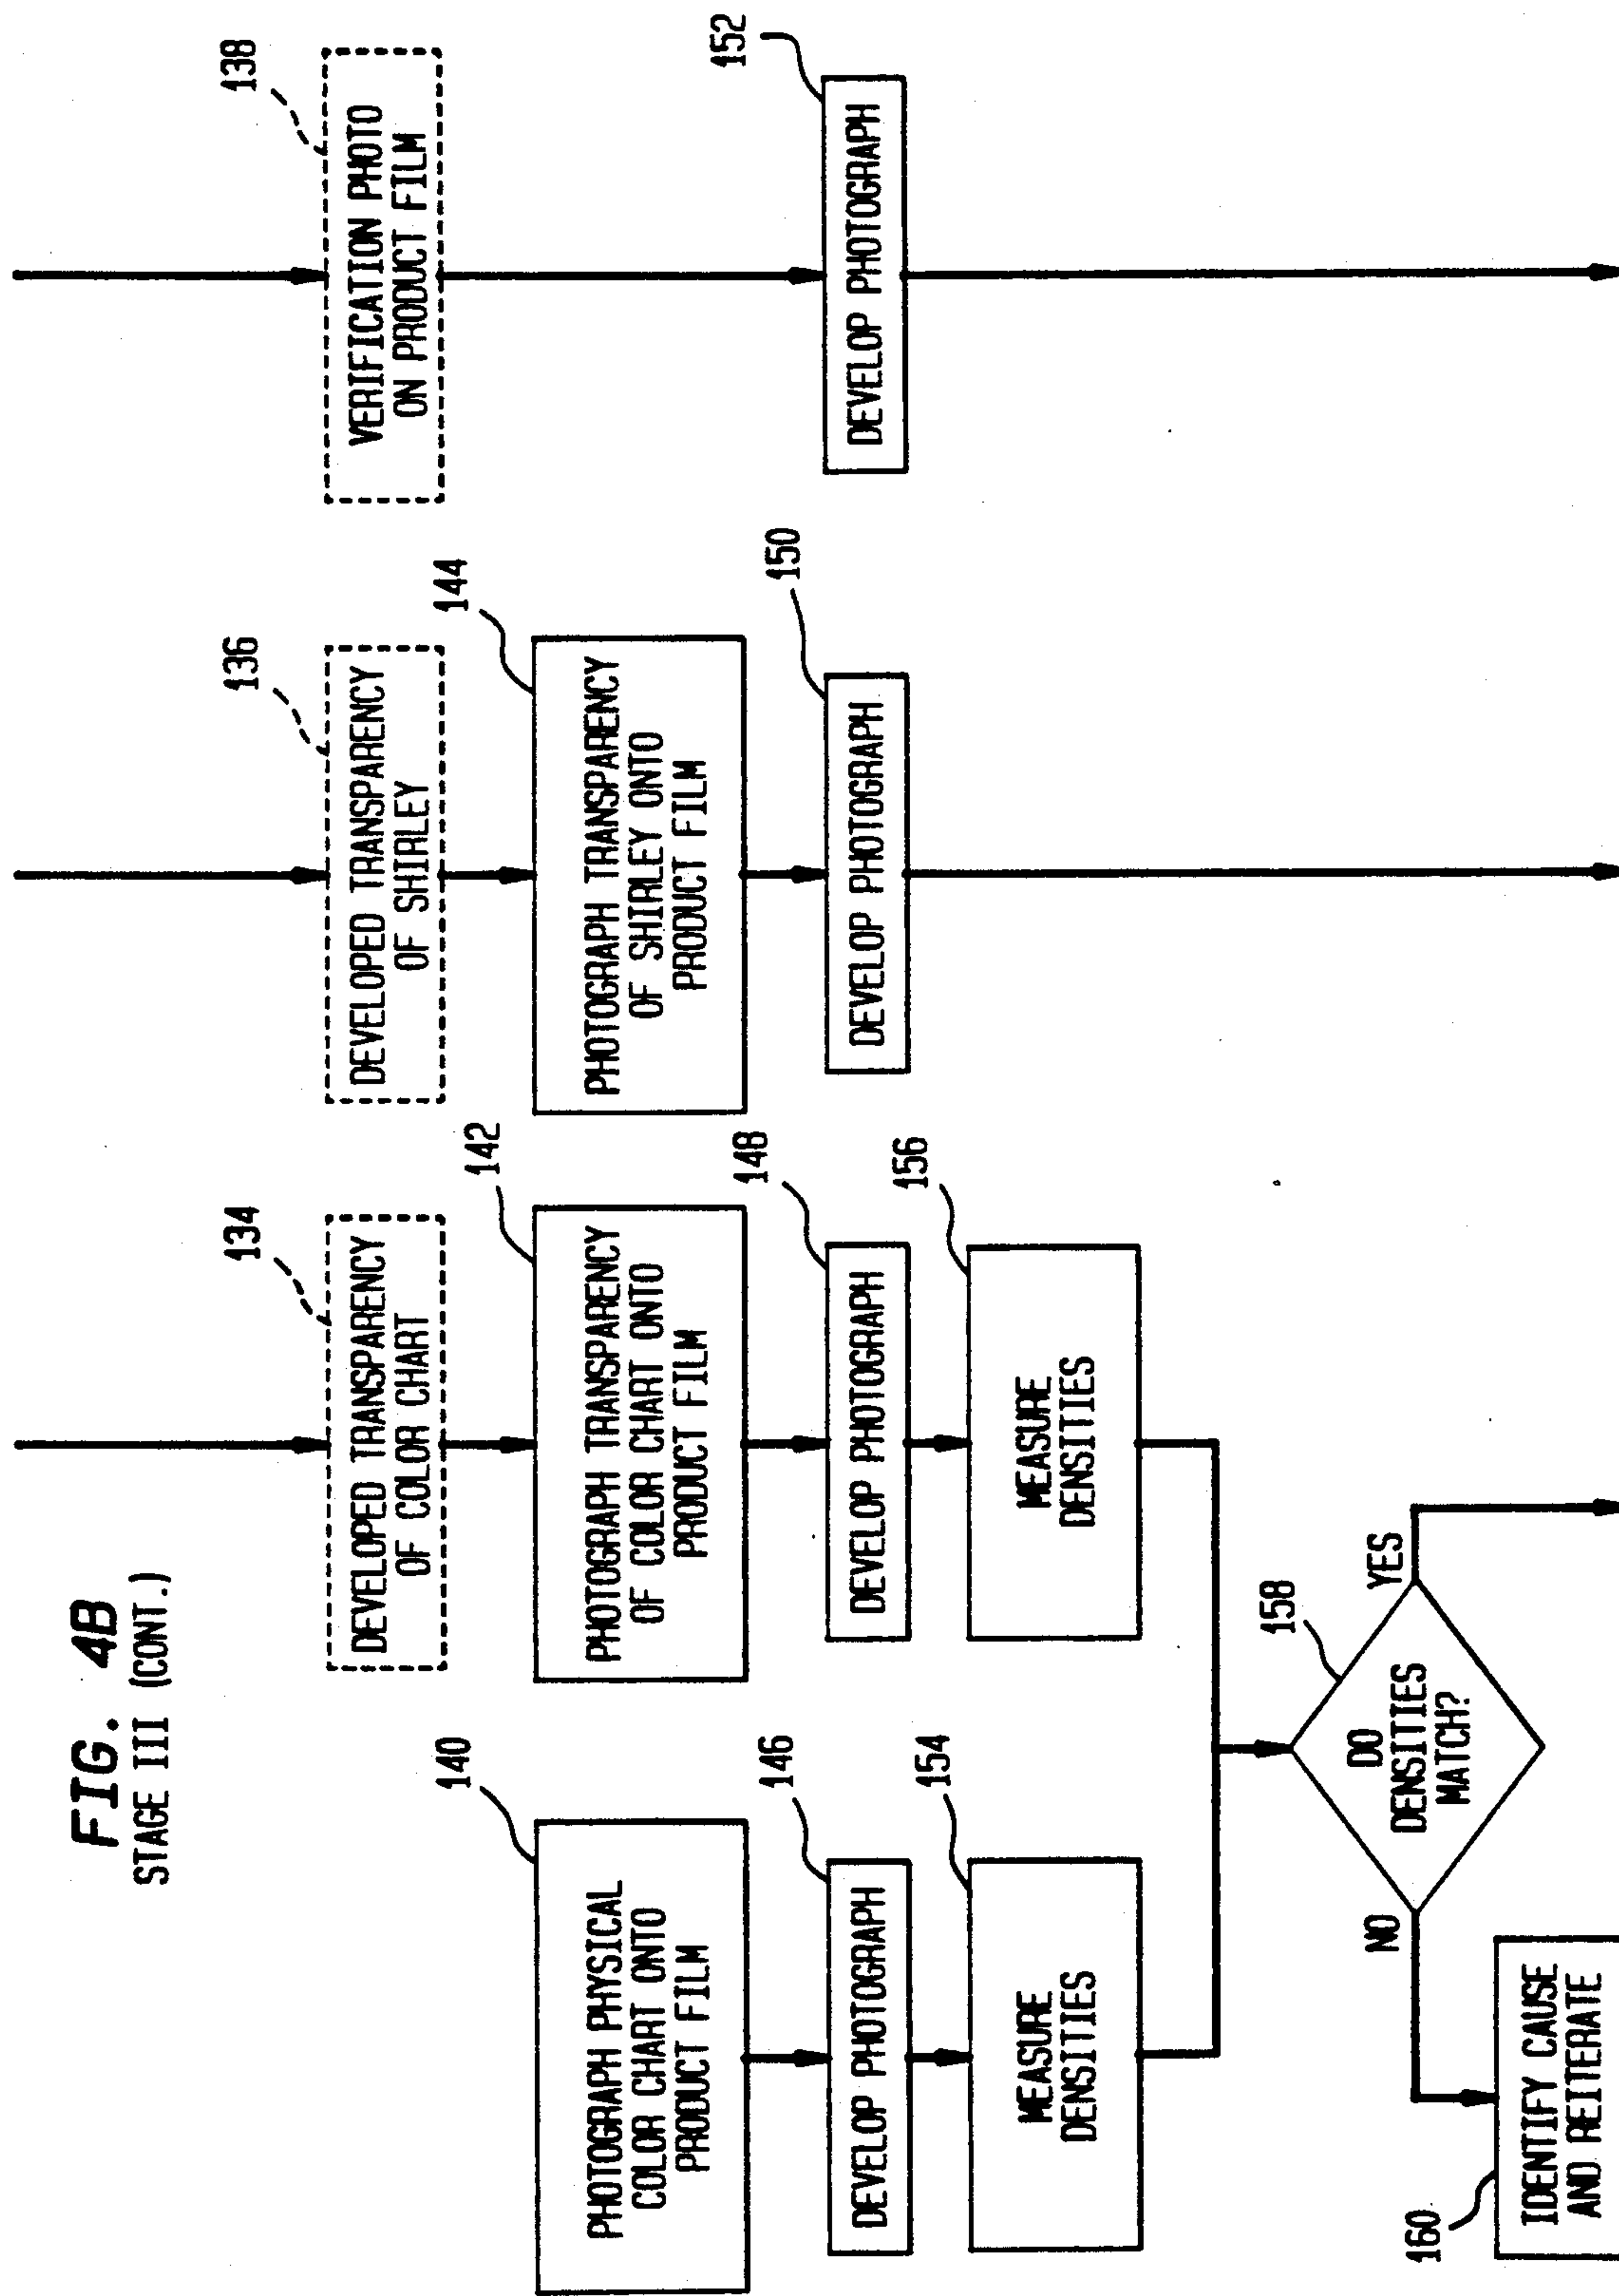 FIG. 4B
STAGE III (CONT.)
134
DEVELOPED TRANSPARENCY
OF COLOR CHART
136
DEVELOPED TRANSPARENCY
OF SHIRLEY
138
VERIFICATION PHOTO
ON PRODUCT FILM
140
PHOTOGRAPH PHYSICAL
COLOR CHART ONTO
PRODUCT FILM
142
PHOTOGRAPH TRANSPARENCY
OF COLOR CHART ONTO
PRODUCT FILM
144
PHOTOGRAPH TRANSPARENCY
OF SHIRLEY ONTO
PRODUCT FILM
146
DEVELOP PHOTOGRAPH
148
DEVELOP PHOTOGRAPH
150
DEVELOP PHOTOGRAPH
152
DEVELOP PHOTOGRAPH
154
MEASURE
DENSITIES
156
MEASURE
DENSITIES
158
DO
DENSITIES
MATCH?
NO
YES
160
IDENTIFY CAUSE
AND REITERATE